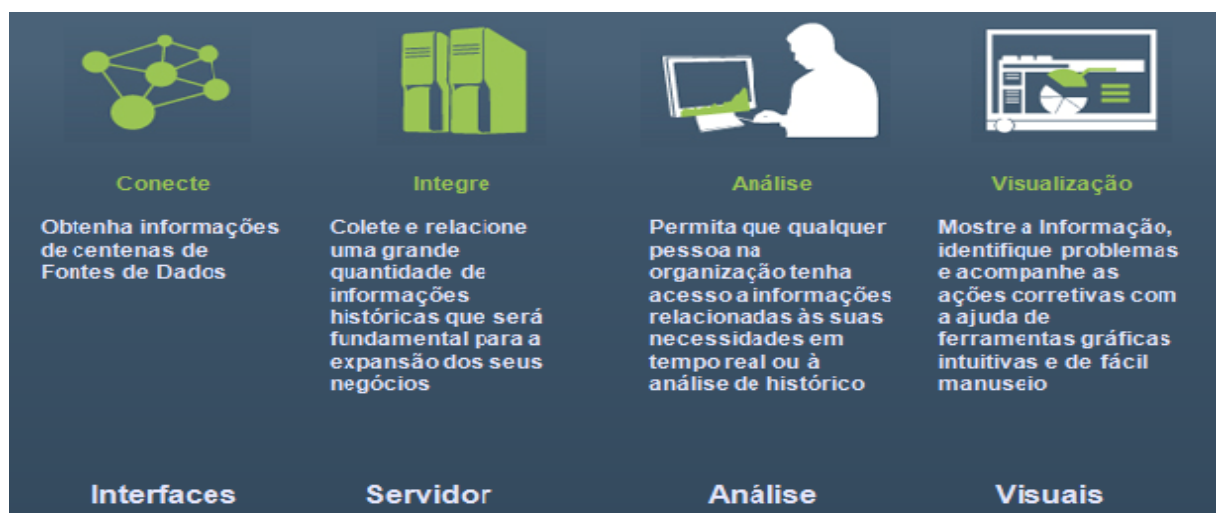 Conecte
Obtenha informações
de centenas de
Fontes de Dados
Interfaces
Integre
Colete e relacione
uma grande
quantidade de
informações
históricas que será
fundamental para a
expansão dos seus
negócios
Servidor
Análise
Permita que qualquer
pessoa na
organização tenha
acesso a informações
relacionadas às suas
necessidades em
tempo real ou à
análise de histórico
Análise
Visualização
Mostre a Informação,
identifique problemas
e acompanhe as
ações corretivas com
a ajuda de
ferramentas gráficas
intuitivas e de fácil
manuseio
Visuais